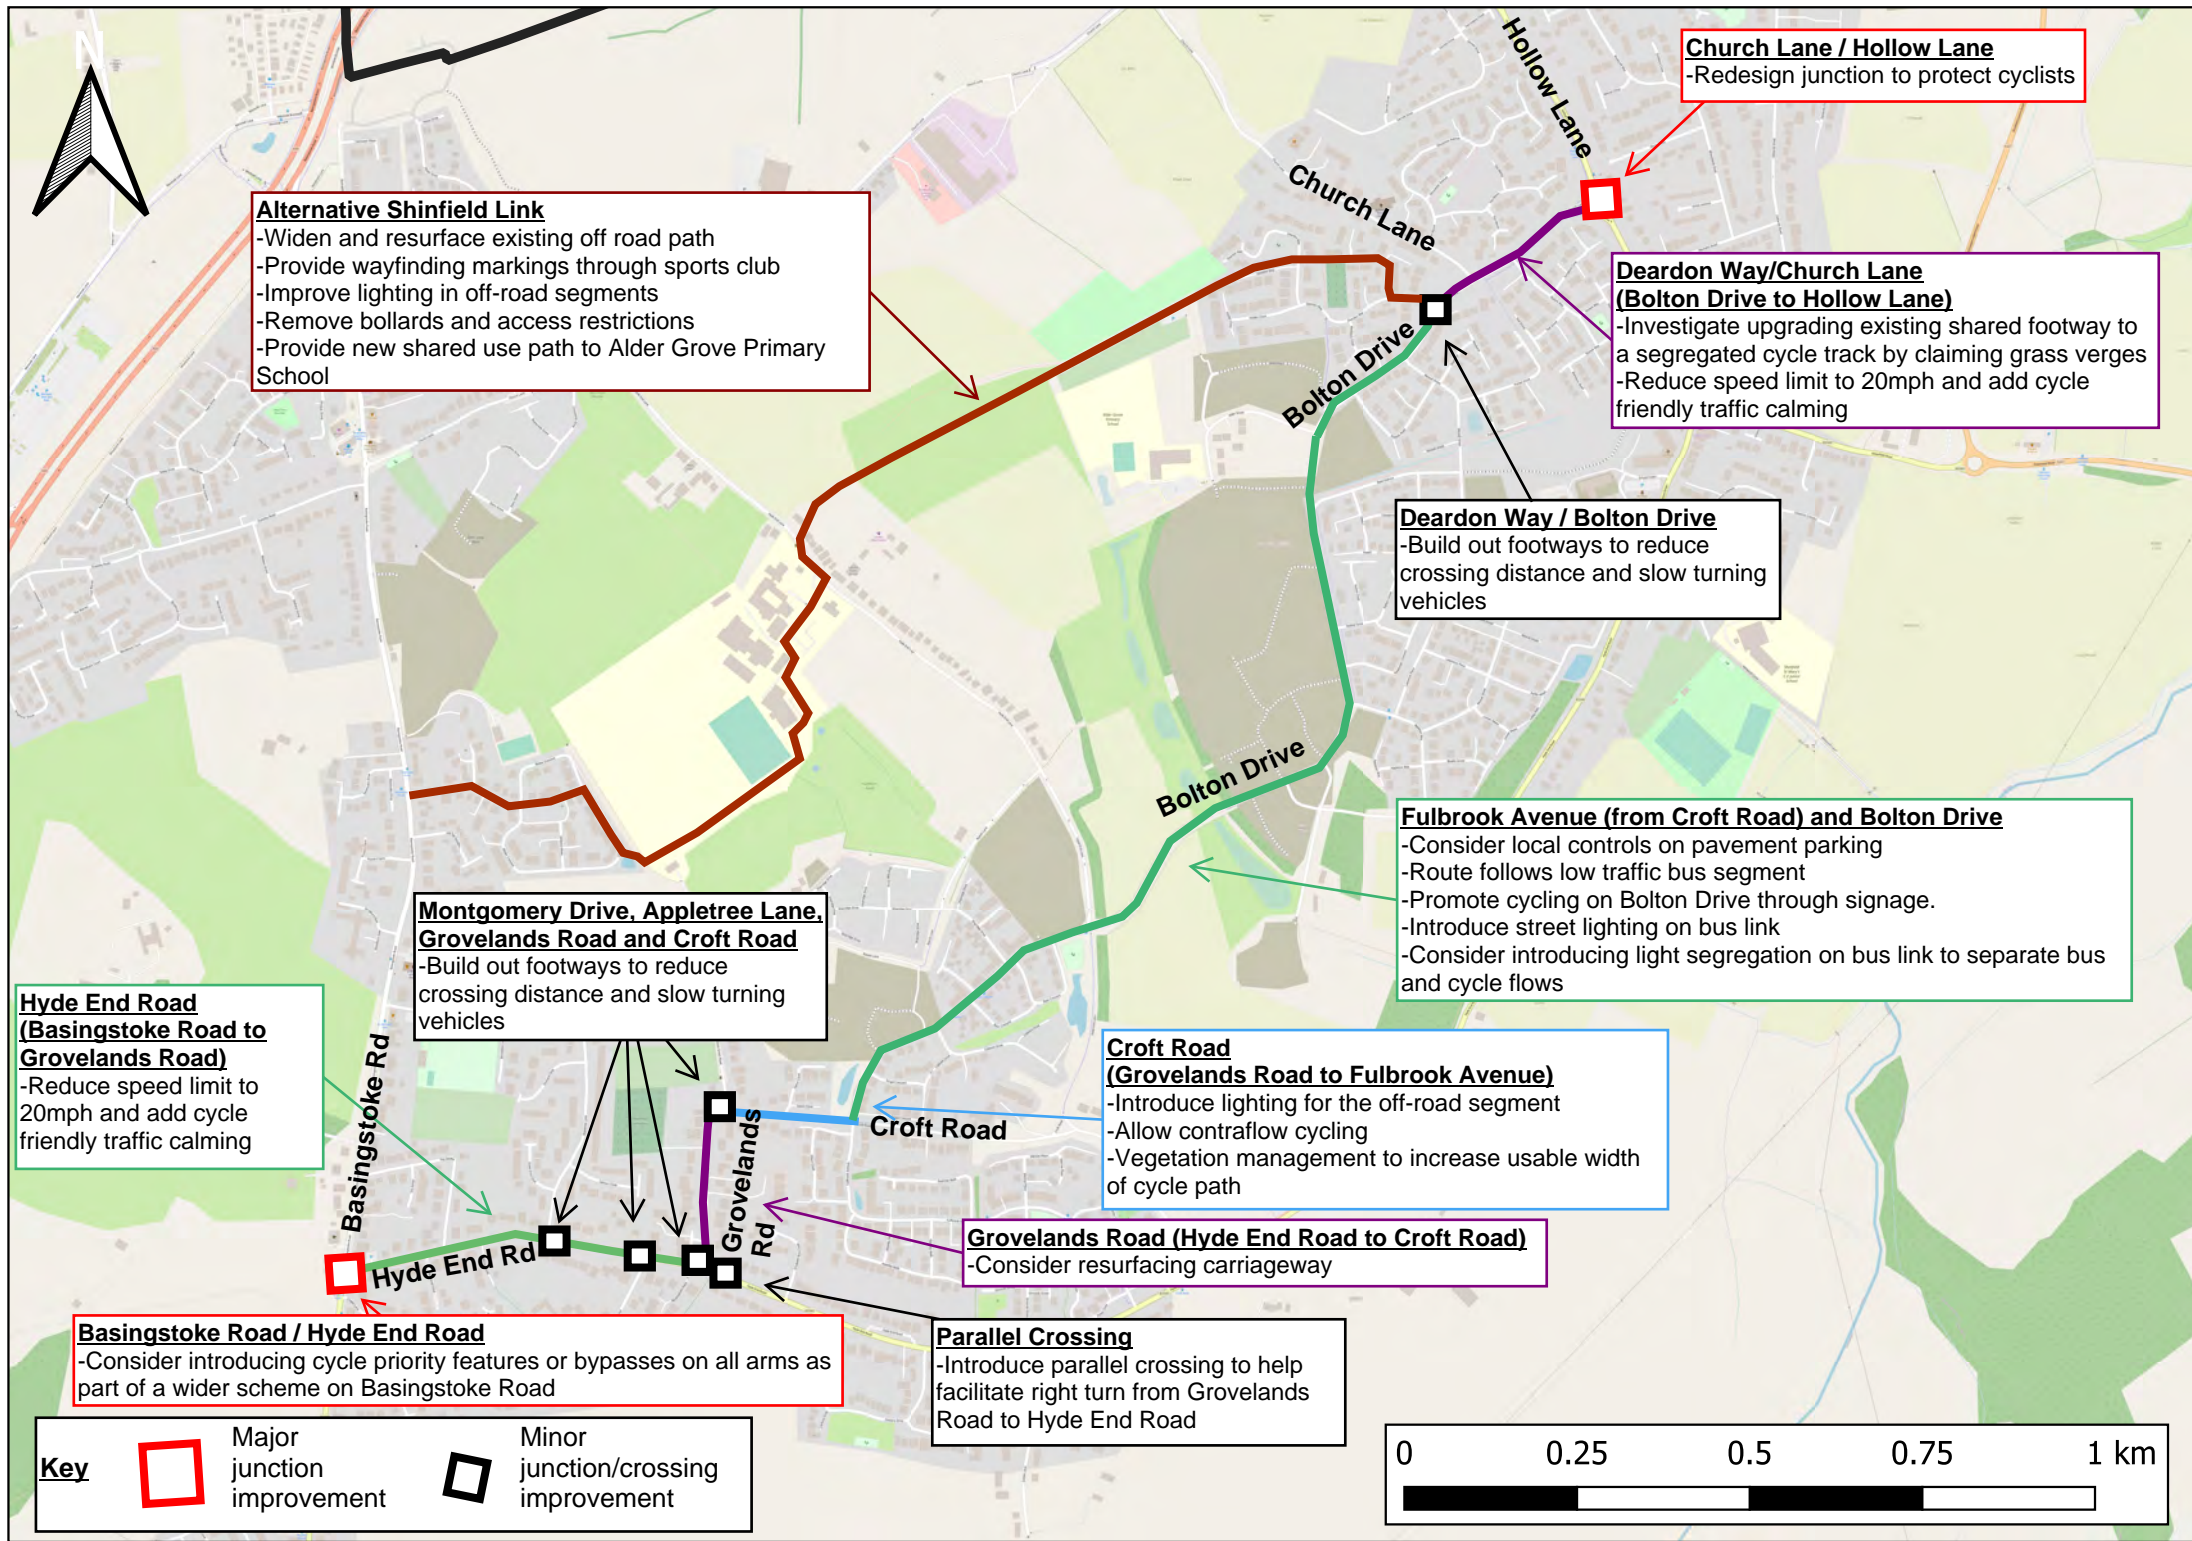 N
Hollow Lane
Church Lane / Hollow Lane
-Redesign junction to protect cyclists
Church Lane
Alternative Shinfield Link
-Widen and resurface existing off road path
-Provide wayfinding markings through sports club
-Improve lighting in off-road segments
-Remove bollards and access restrictions
-Provide new shared use path to Alder Grove Primary
School
Deardon Way/Church Lane
(Bolton Drive to Hollow Lane)
-Investigate upgrading existing shared footway to
a segregated cycle track by claiming grass verges
-Reduce speed limit to 20mph and add cycle
friendly traffic calming
Bolton Drive
Deardon Way / Bolton Drive
-Build out footways to reduce
crossing distance and slow turning
vehicles
Bolton Drive
Fulbrook Avenue (from Croft Road) and Bolton Drive
-Consider local controls on pavement parking
-Route follows low traffic bus segment
-Promote cycling on Bolton Drive through signage.
-Introduce street lighting on bus link
-Consider introducing light segregation on bus link to separate bus
and cycle flows
Montgomery Drive, Appletree Lane,
Grovelands Road and Croft Road
-Build out footways to reduce
crossing distance and slow turning
vehicles
Hyde End Road
(Basingstoke Road to
Grovelands Road)
-Reduce speed limit to
20mph and add cycle
friendly traffic calming
Basingstoke Rd
Croft Road
(Grovelands Road to Fulbrook Avenue)
-Introduce lighting for the off-road segment
-Allow contraflow cycling
-Vegetation management to increase usable width
of cycle path
Croft Road
Grovelands
Rd
Hyde End Rd
Grovelands Road (Hyde End Road to Croft Road)
-Consider resurfacing carriageway
Basingstoke Road / Hyde End Road
-Consider introducing cycle priority features or bypasses on all arms as
part of a wider scheme on Basingstoke Road
Parallel Crossing
-Introduce parallel crossing to help
facilitate right turn from Grovelands
Road to Hyde End Road
Key
Major
junction
improvement
Minor
junction/crossing
improvement
0 0.25 0.5 0.75 1 km